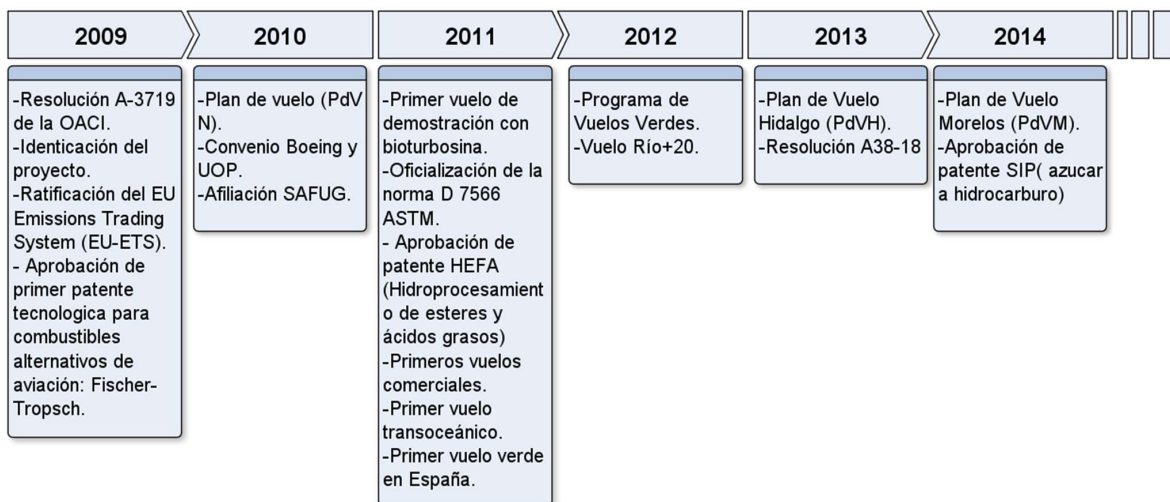 2009
-Resolución A-3719
de la OACI.
-Identicación del
proyecto.
-Ratificación del EU
Emissions Trading
System (EU-ETS).
- Aprobación de
primer patente
tecnologica para
combustibles
alternativos de
aviación: Fischer-
Tropsch.
2010
-Plan de vuelo (PdV
N).
-Convenio Boeing y
UOP.
-Afiliación SAFUG.
2011
-Primer vuelo de
demostración con
bioturbosina.
-Oficialización de la
norma D 7566
ASTM.
- Aprobación de
patente HEFA
(Hidroprocesamient
o de esteres y
ácidos grasos)
-Primeros vuelos
comerciales.
-Primer vuelo
transoceánico.
-Primer vuelo verde
en España.
2012
-Programa de
Vuelos Verdes.
-Vuelo Río+20.
2013
-Plan de Vuelo
Hidalgo (PdVH).
-Resolución A38-18
2014
-Plan de Vuelo
Morelos (PdVM).
-Aprobación de
patente SIP( azucar
a hidrocarburo)